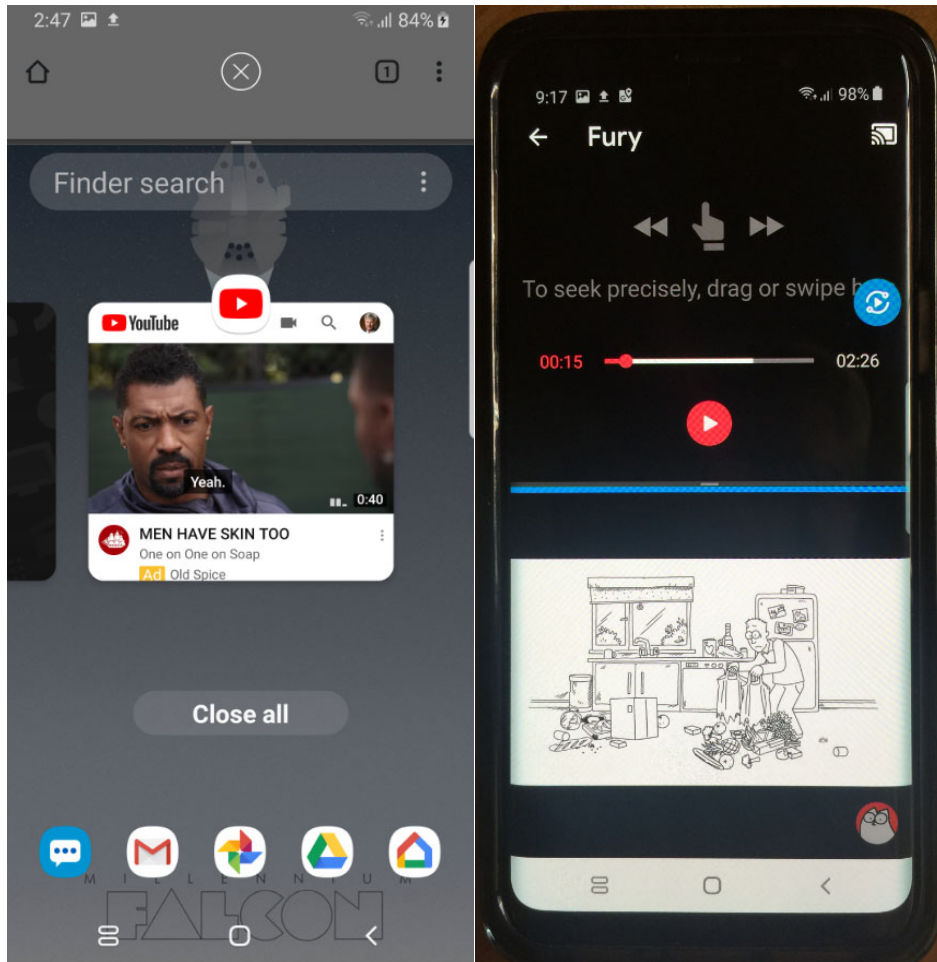 2:47
84%
1
Finder search
YouTube
Yeah.
0:40
MEN HAVE SKIN TOO
One on One on Soap
Ad Old Spice
Close all
MILLENNIUM
FALCON
9:17
98%
Fury
To seek precisely, drag or swipe h
00:15
02:26